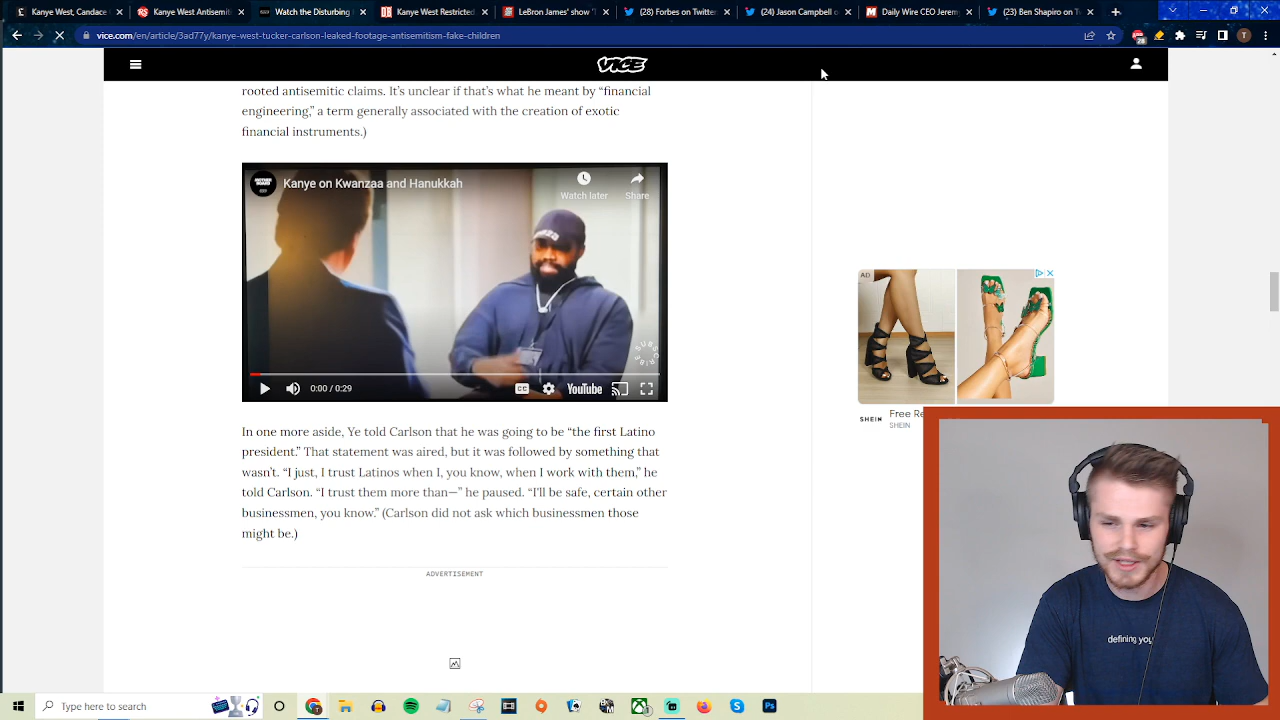 Kanye West, Candace
Kanye West Antisemit
Watch the Disturbing
Kanye West Restricted
LeBron James' show 'T
(28) Forbes on Twitter
(24) Jason Campbell o
Daily Wire CEO Jeremy
(23) Ben Shapiro on Tw
vice.com/en/article/3ad77y/kanye-west-tucker-carlson-leaked-footage-antisemitism-fake-children
28
T
VICE
rooted antisemitic claims. It's unclear if that's what he meant by “financial
engineering,” a term generally associated with the creation of exotic
financial instruments.)
Kanye on Kwanzaa and Hanukkah
Watch later
Share
SUBSCRIBE
0:00 / 0:29
CC
YouTube
AD
SHEIN
Free Re
SHEIN
In one more aside, Ye told Carlson that he was going to be “the first Latino
president.” That statement was aired, but it was followed by something that
wasn't. “I just, I trust Latinos when I, you know, when I work with them,” he
told Carlson. “I trust them more than—” he paused. “I'll be safe, certain other
businessmen, you know.” (Carlson did not ask which businessmen those
might be.)
ADVERTISEMENT
defining you
Type here to search
Ps